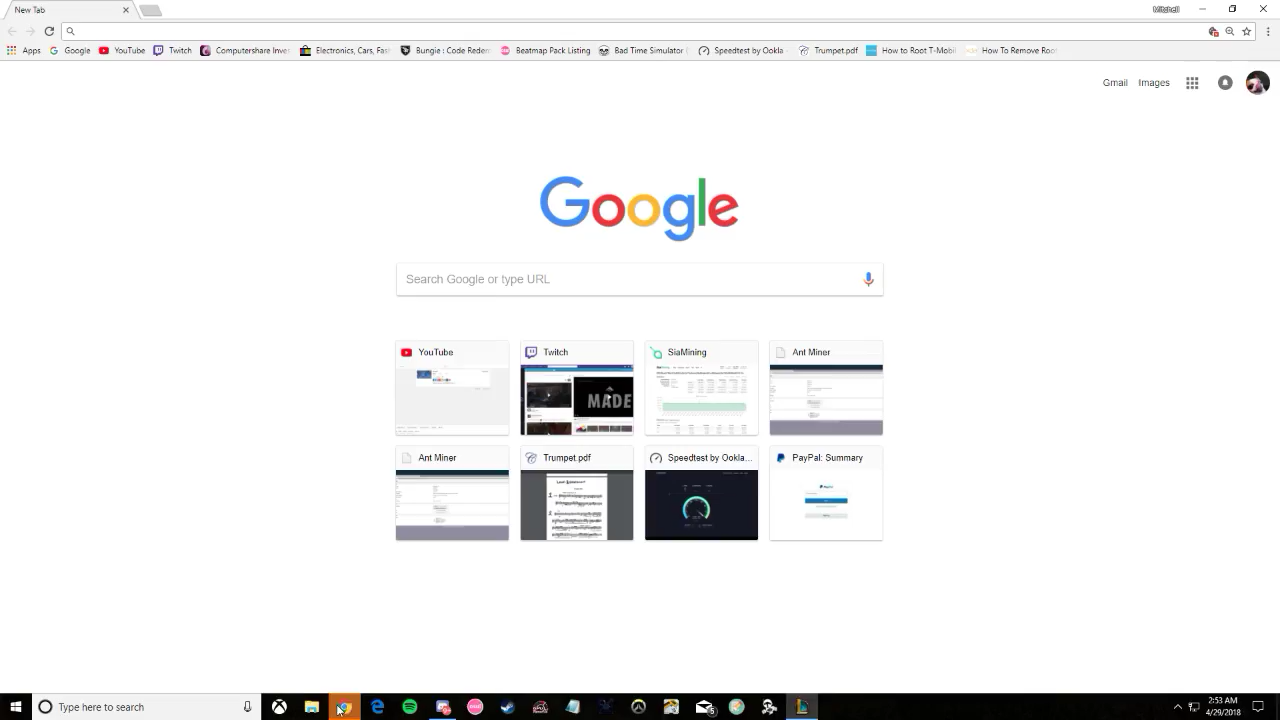 New Tab
Mitchell
Apps Google YouTube Twitch Computershare Inve Electronics, Cars, Fash Bungie : Code Redem Beatmap Pack Listing Bad Time Simulator ( Speedtest by Ookla - Trumpet.pdf How to Root T-Mobil How To Remove Root
Gmail Images
Google
Search Google or type URL
YouTube Twitch SiaMining Ant Miner
MADE
Ant Miner Trumpet.pdf Speedtest by Ookla... PayPal: Summary
Type here to search
2:53 AM
4/29/2018